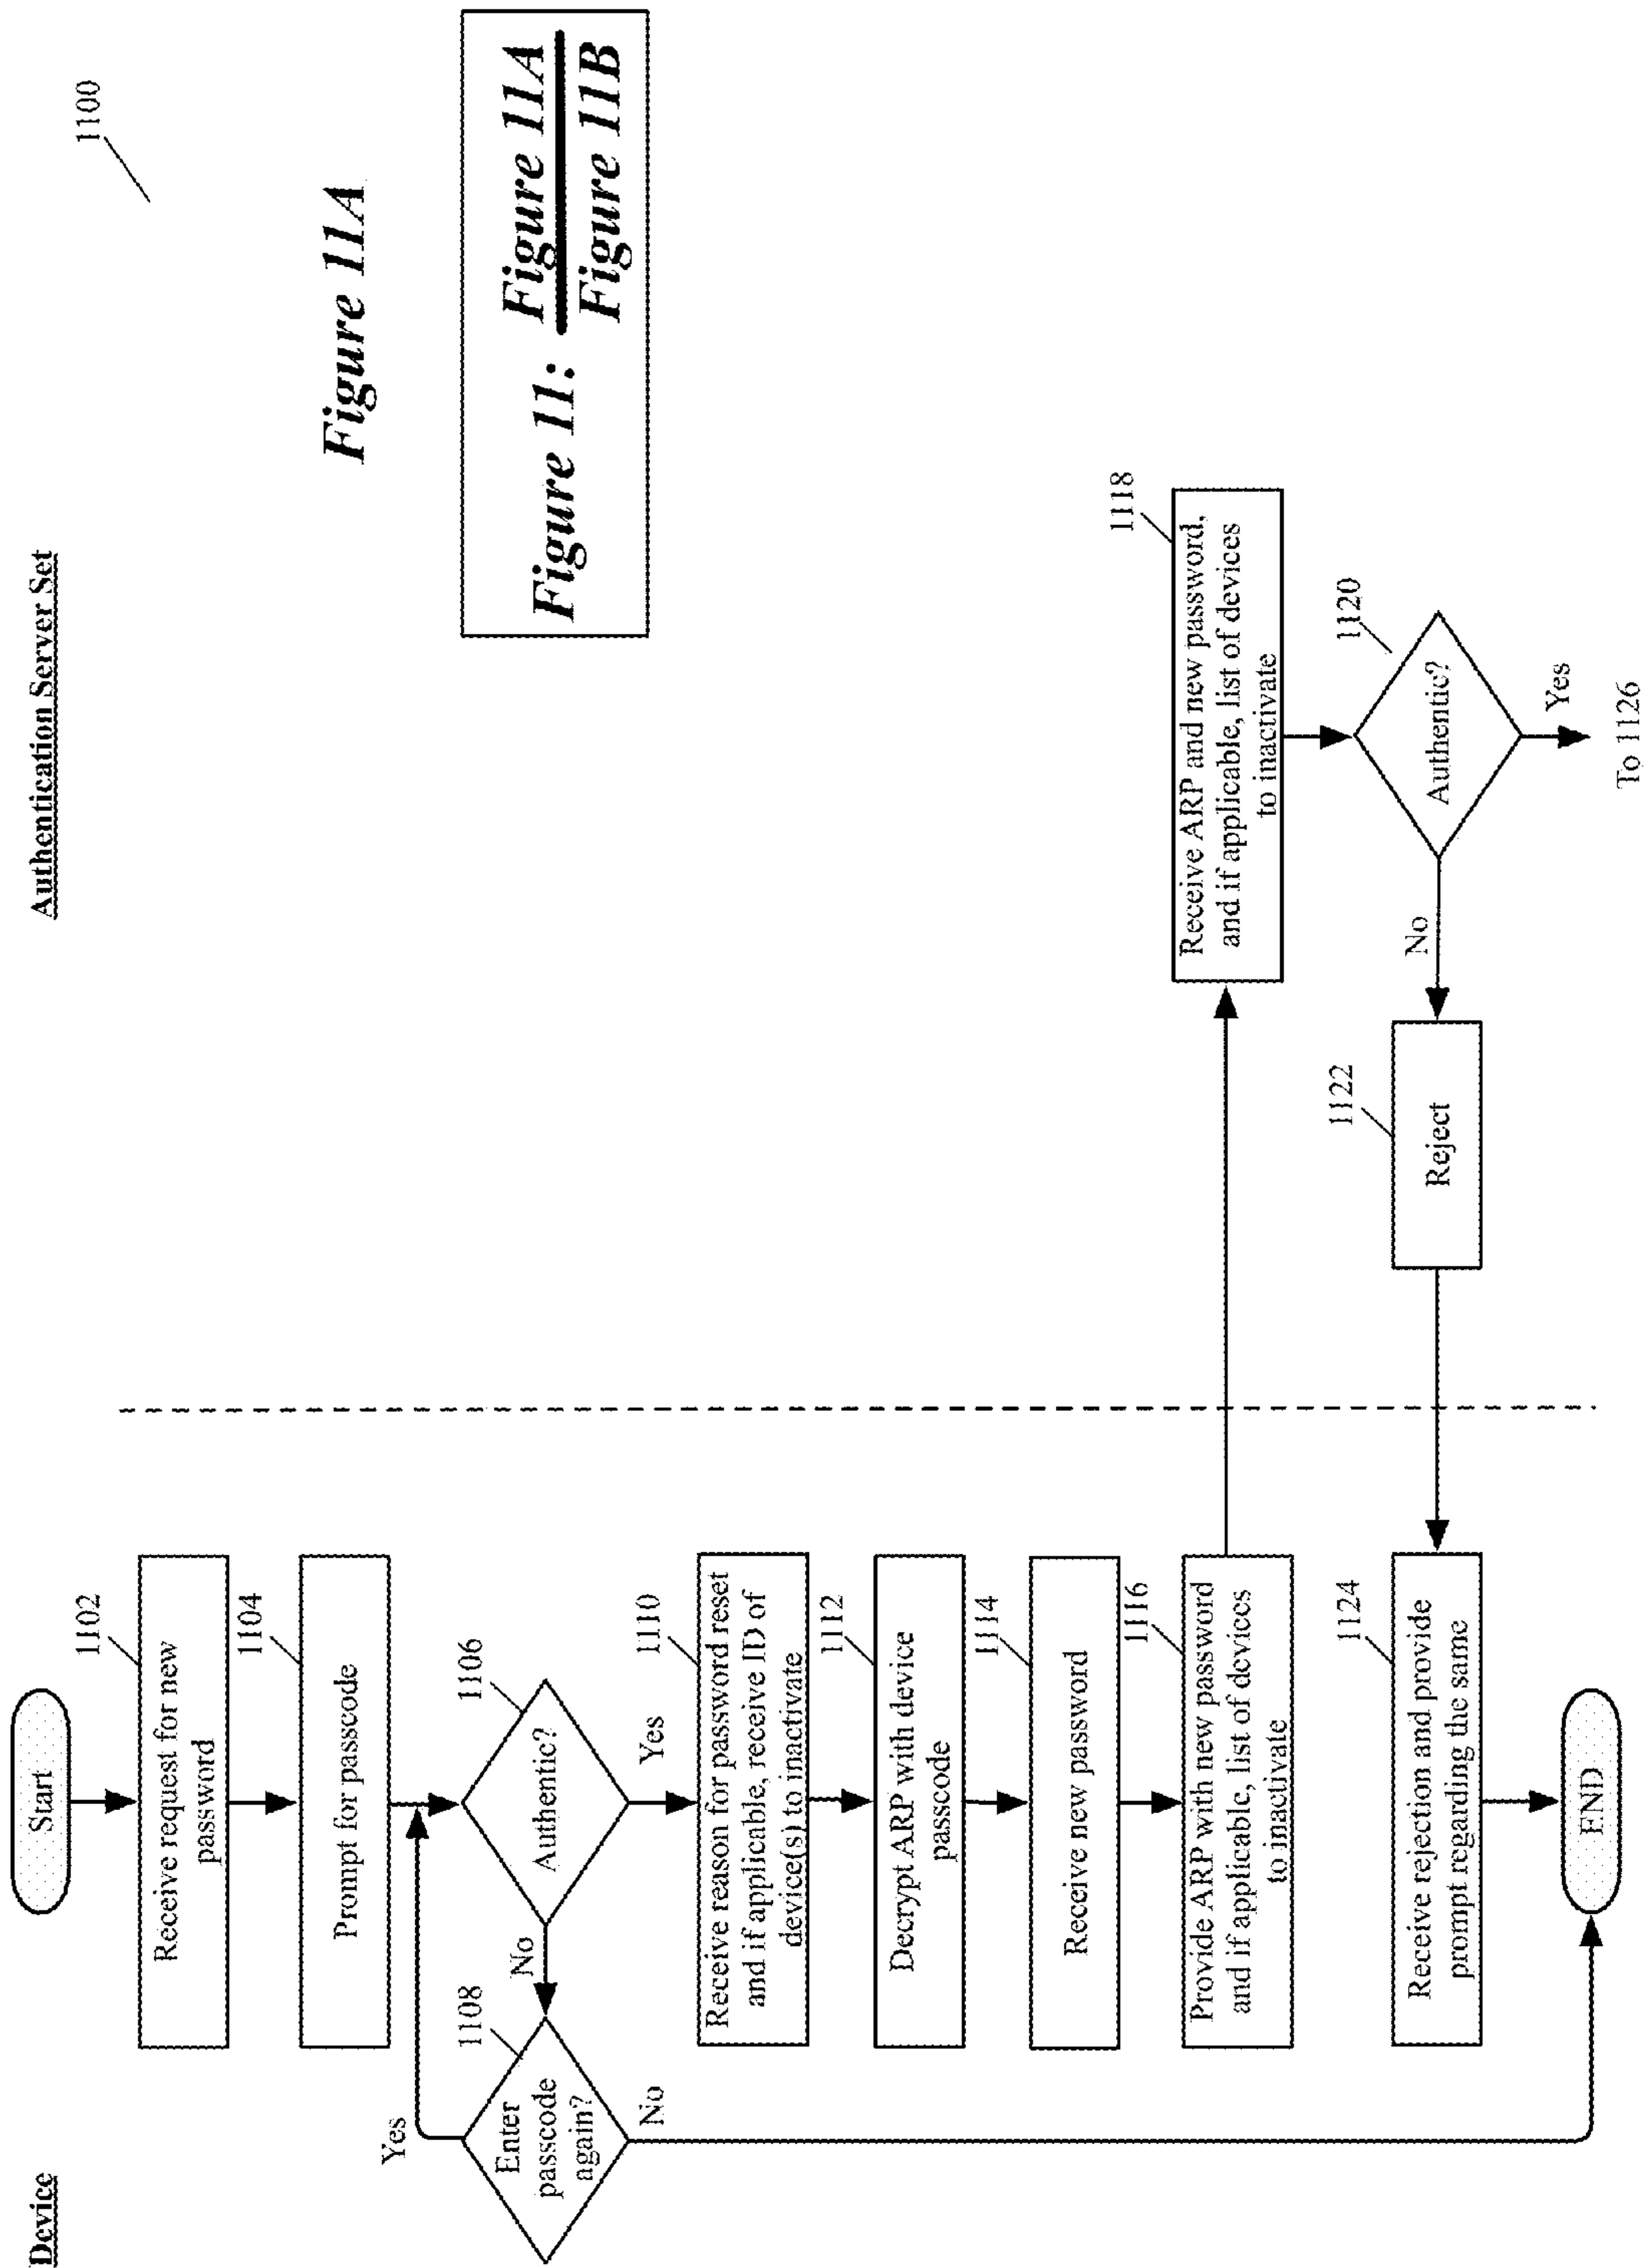 Device
Authentication Server Set
1100
Figure 11A
Figure 11:
Figure 11A
Figure 11B
Start
1102
Receive request for new
password
1104
Prompt for passcode
1106
Authentic?
No
Yes
1108
Enter
passcode
again?
Yes
No
1110
Receive reason for password reset
and if applicable, receive ID of
device(s) to inactivate
1112
Decrypt ARP with device
passcode
1114
Receive new password
1116
Provide ARP with new password
and if applicable, list of devices
to inactivate
1118
Receive ARP and new password,
and if applicable, list of devices
to inactivate
1120
Authentic?
No
Yes
To 1126
1122
Reject
1124
Receive rejection and provide
prompt regarding the same
END